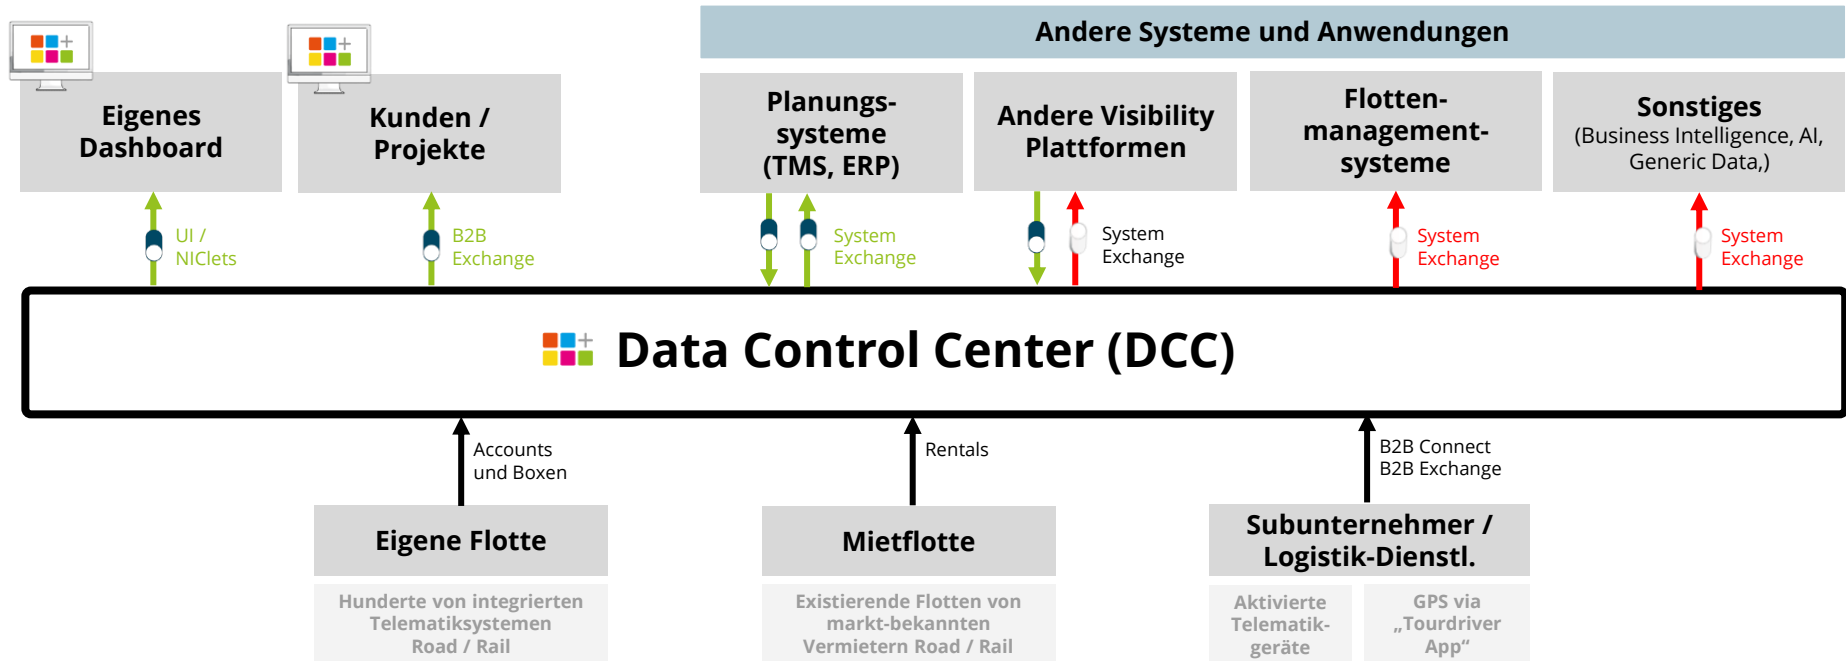 Andere Systeme und Anwendungen
Eigenes
Dashboard
Kunden /
Projekte
Planungs-
systeme
(TMS, ERP)
Andere Visibility
Plattformen
Flotten-
management-
systeme
Sonstiges
(Business Intelligence, AI,
Generic Data,)
UI /
NIClets
B2B
Exchange
System
Exchange
System
Exchange
System
Exchange
System
Exchange
Data Control Center (DCC)
Accounts
und Boxen
Rentals
B2B Connect
B2B Exchange
Eigene Flotte
Mietflotte
Subunternehmer /
Logistik-Dienstl.
Hunderte von integrierten
Telematiksystemen
Road / Rail
Existierende Flotten von
markt-bekannten
Vermietern Road / Rail
Aktivierte
Telematik-
geräte
GPS via
„Tourdriver
App“